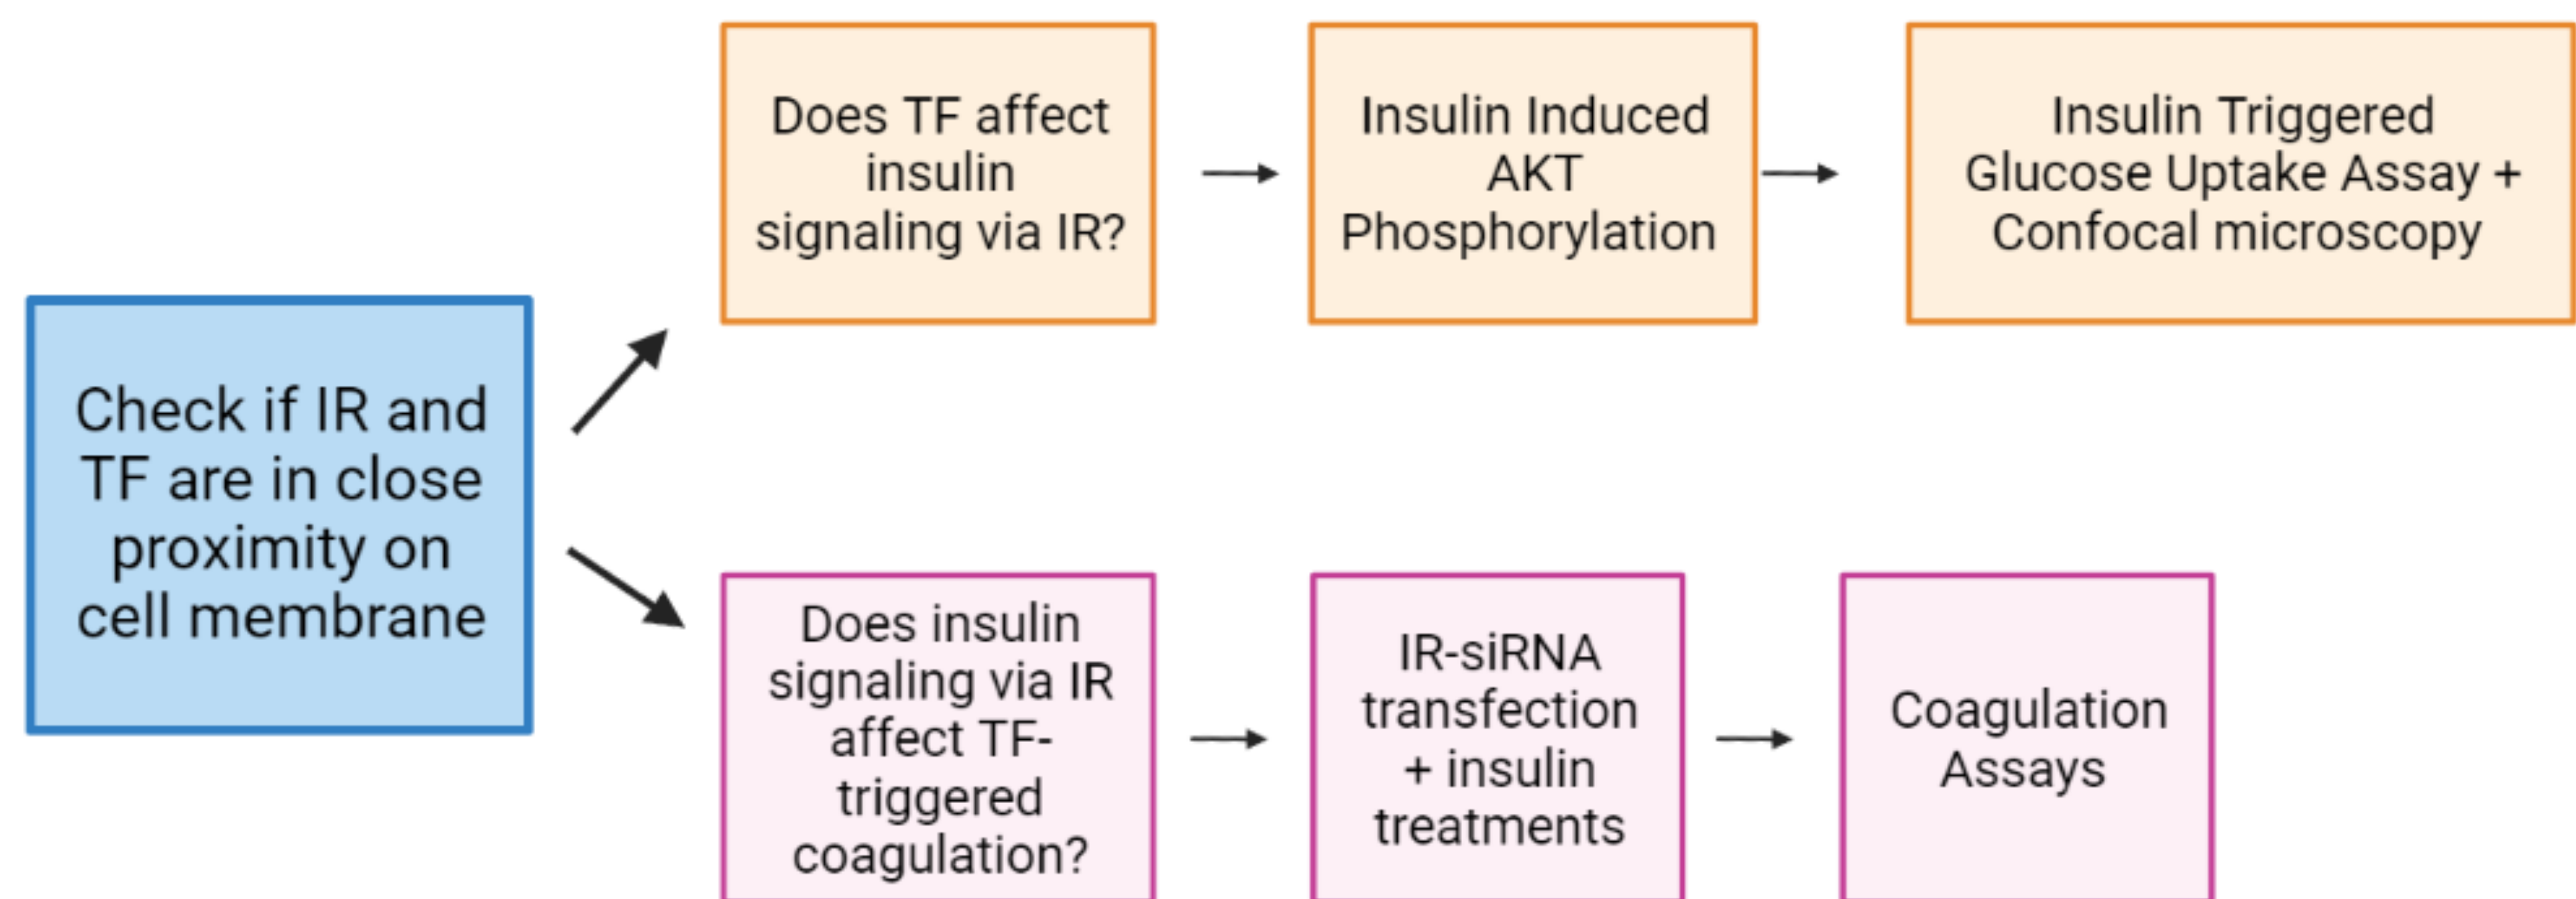 Check if IR and
TF are in close
proximity on
cell membrane
Does TF affect
insulin
signaling via IR?
Insulin Induced
AKT
Phosphorylation
Insulin Triggered
Glucose Uptake Assay +
Confocal microscopy
Does insulin
signaling via IR
affect TF-
triggered
coagulation?
IR-siRNA
transfection
+ insulin
treatments
Coagulation
Assays